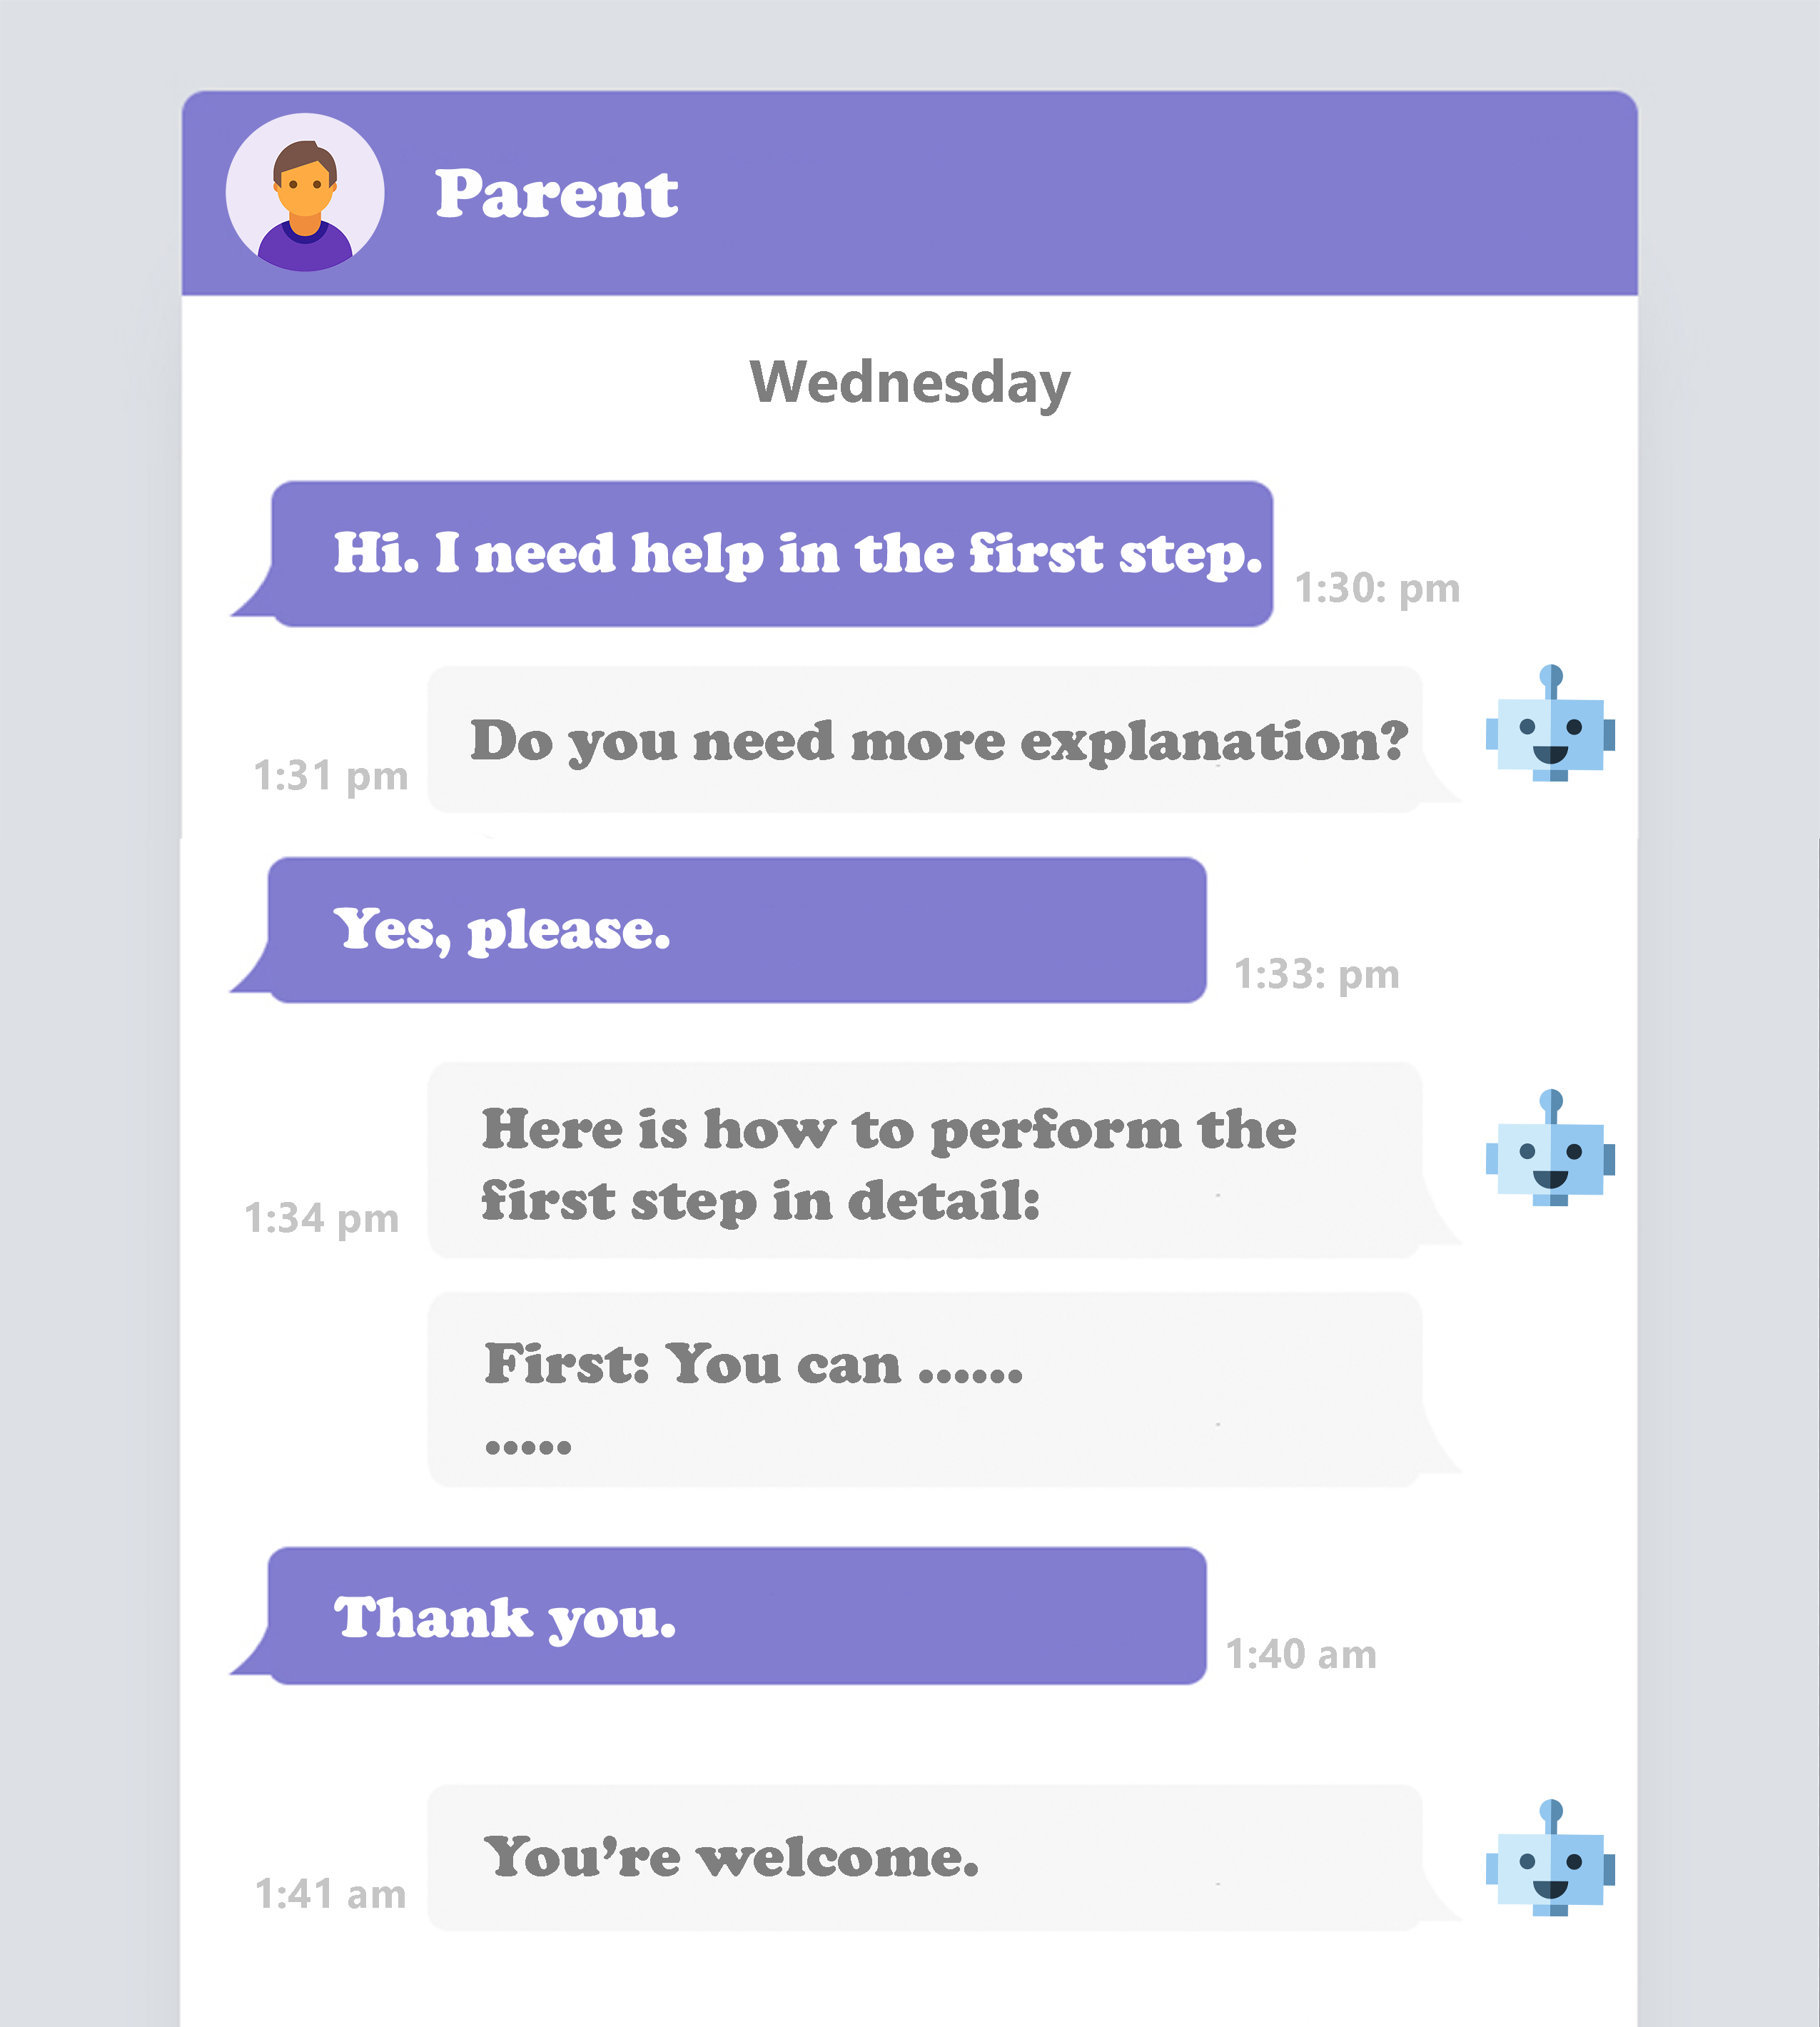 Parent
Wednesday
Hi. I need help in the first step.
1:30: pm
Do you need more explanation?
1:31 pm
Yes, please.
1:33: pm
Here is how to perform the
first step in detail:
1:34 pm
First: You can ......
.....
Thank you.
1:40 am
You're welcome.
1:41 am